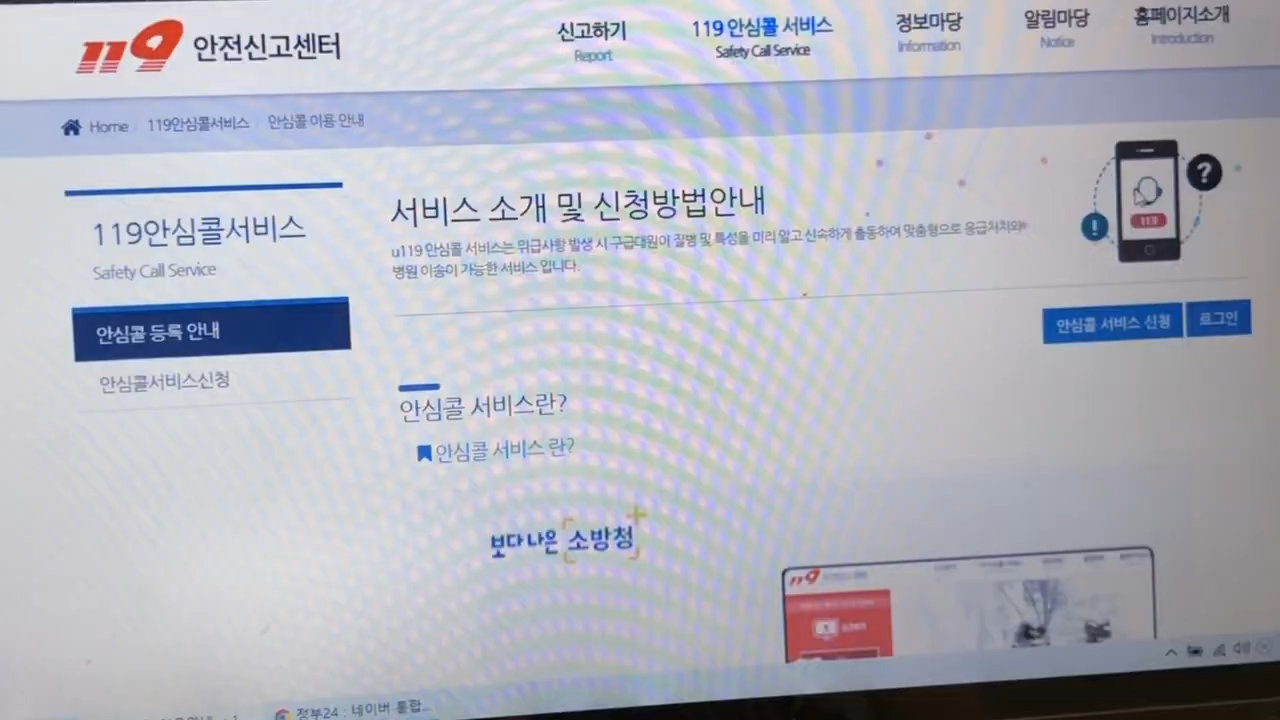 119 안전신고센터
신고하기
Report
119 안심콜 서비스
Safety Call Service
정보마당
Information
알림마당
Notice
홈페이지소개
Introduction
Home / 119안심콜서비스 / 안심콜 이용 안내
119안심콜서비스
Safety Call Service
안심콜 등록 안내
안심콜서비스신청
서비스 소개 및 신청방법안내
u119 안심콜 서비스는 위급사항 발생 시 구급대원이 질병 및 특성을 미리 알고 신속하게 출동하여 맞춤형으로 응급처치와
병원 이송이 가능한 서비스 입니다.
?
!
119
안심콜 서비스 신청
로그인
안심콜 서비스란?
안심콜 서비스 란?
보다 나은 소방청
119
정부24 : 네이버 통합...